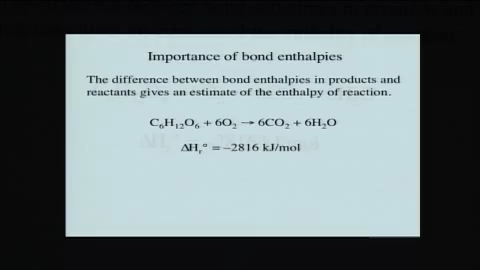 Importance of bond enthalpies
The difference between bond enthalpies in products and
reactants gives an estimate of the enthalpy of reaction.
C₆H₁₂O₆ + 6O₂ → 6CO₂ + 6H₂O
ΔHᵣ° = −2816 kJ/mol